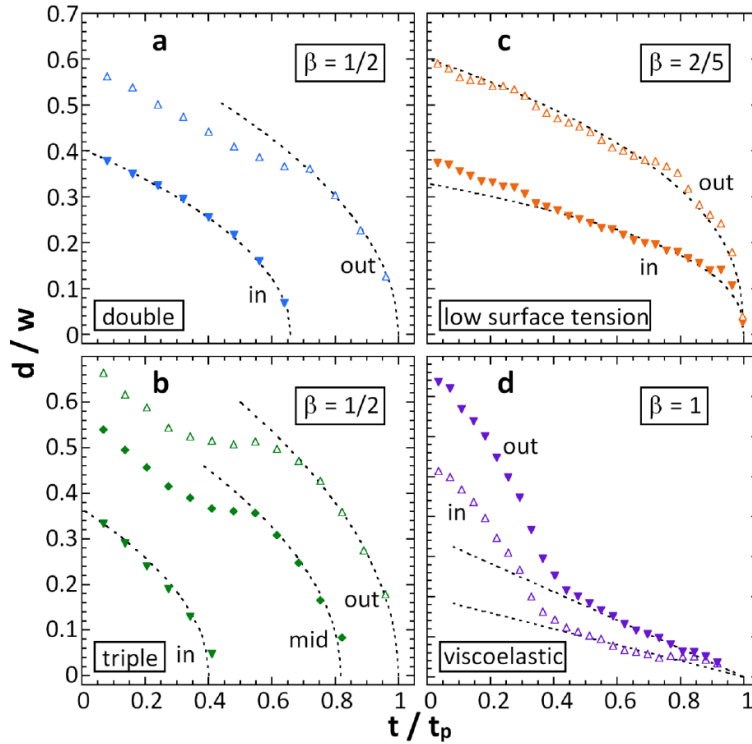 a
β = 1/2
0.6
0.5
0.4
0.3
0.2
0.1
0
out
in
double
c
β = 2/5
out
in
low surface tension
d / w
b
β = 1/2
0.6
0.5
0.4
0.3
0.2
0.1
0
out
mid
in
triple
d
β = 1
out
in
viscoelastic
0 0.2 0.4 0.6 0.8 1
0 0.2 0.4 0.6 0.8 1
t / tp